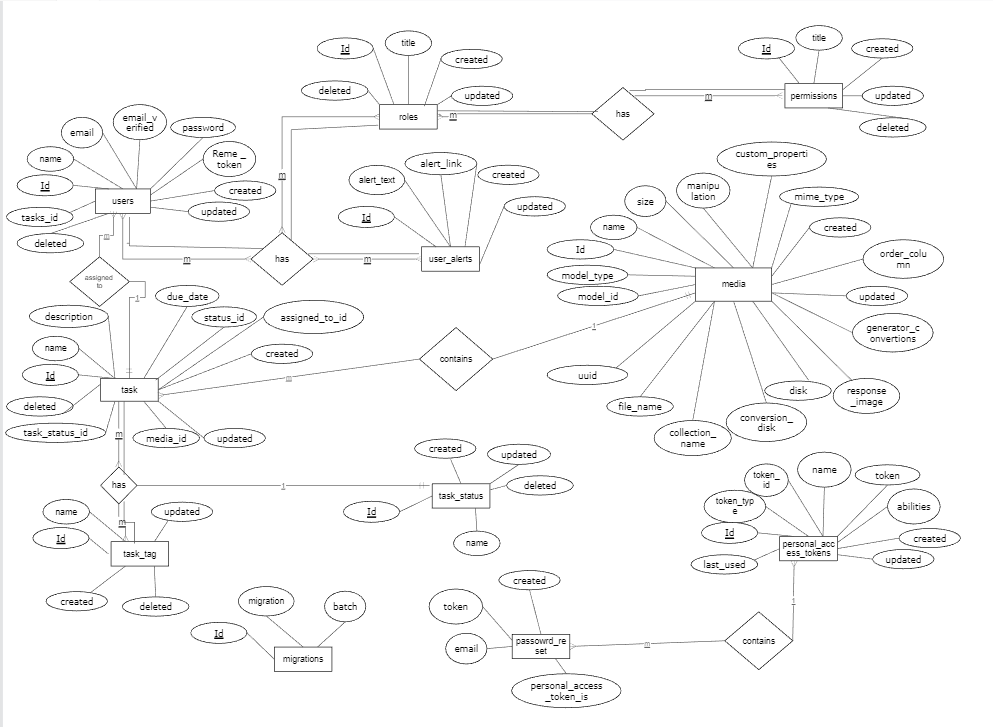 Id
title
created
deleted
updated
roles
m
has
m
Id
title
created
updated
deleted
permissions
email
email_v
erified
password
name
Reme_
token
Id
created
users
tasks_id
updated
deleted
m
m
assigned
to
1
m
has
m
alert_link
alert_text
created
Id
updated
user_alerts
custom_properti
es
manipu
lation
size
mime_type
name
created
Id
order_colu
mn
model_type
media
model_id
updated
generator_c
onvertions
uuid
disk
response
_image
file_name
conversion_
disk
collection_
name
1
contains
m
due_date
description
status_id
assigned_to_id
name
created
Id
task
deleted
task_status_id
media_id
updated
m
has
1
m
created
updated
task_status
deleted
Id
name
name
updated
Id
task_tag
created
deleted
token_
id
name
token
token_typ
e
abilities
Id
created
personal_acc
ess_tokens
updated
last_used
1
contains
m
created
token
email
passowrd_re
set
personal_access
_token_is
migration
batch
Id
migrations